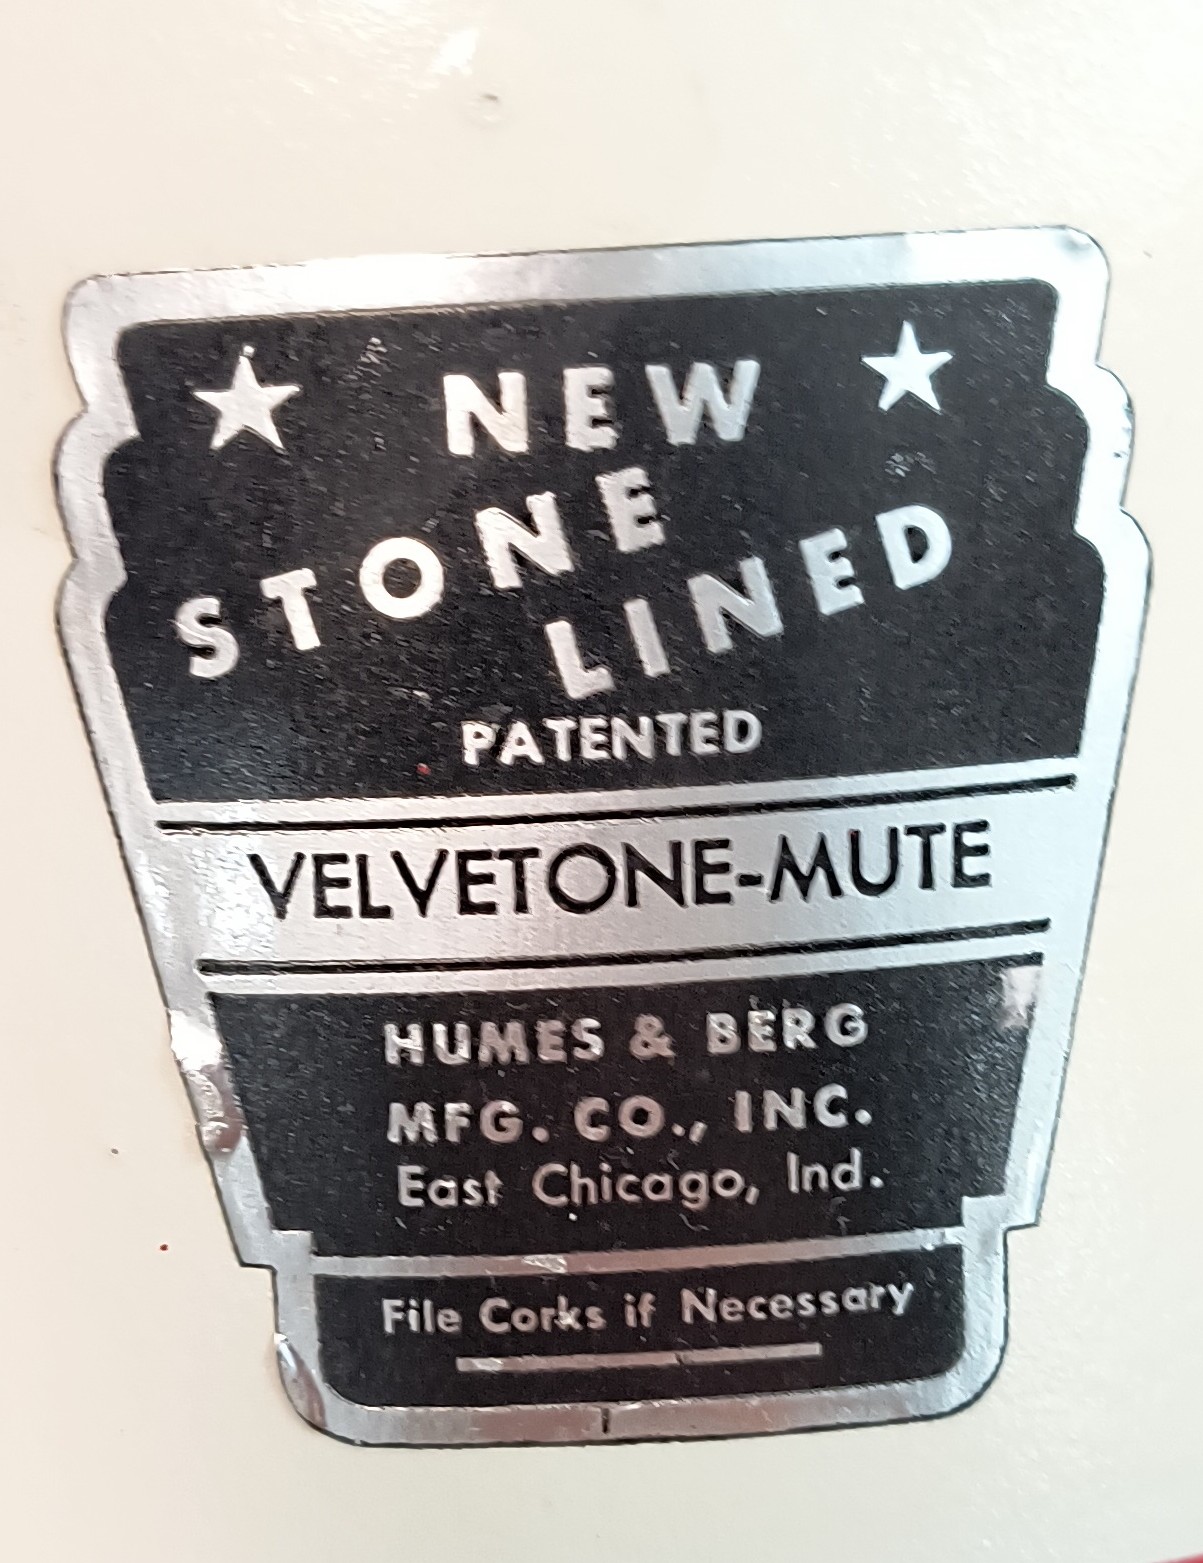 NEW
STONE
LINED
PATENTED
VELVETONE-MUTE
HUMES & BERG
MFG. CO., INC.
East Chicago, Ind.
File Corks if Necessary